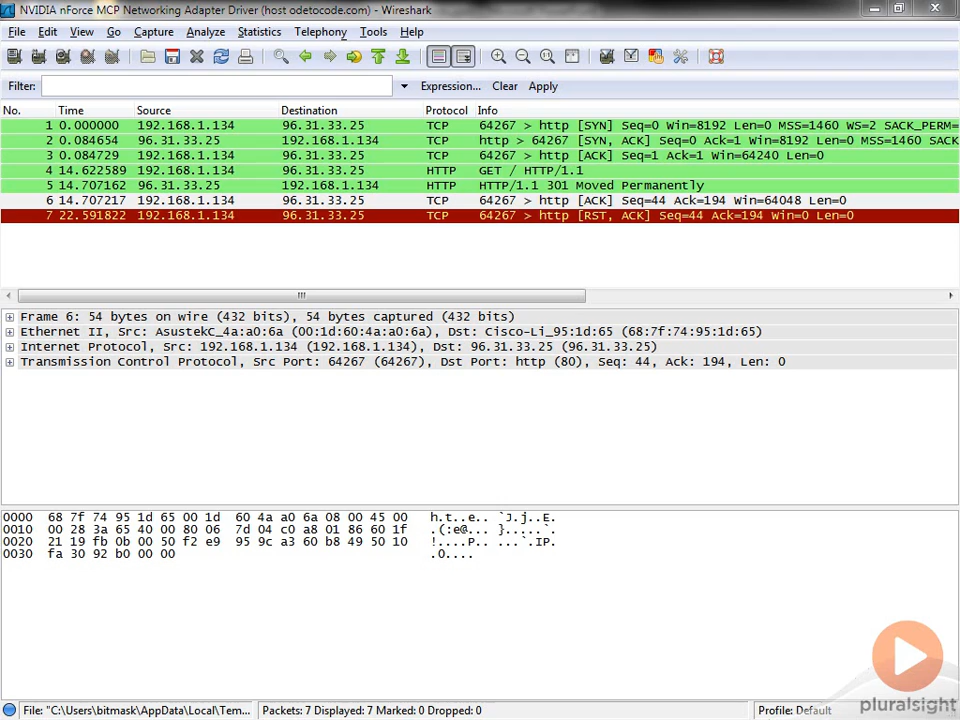 NVIDIA nForce MCP Networking Adapter Driver (host odetocode.com) - Wireshark
File Edit View Go Capture Analyze Statistics Telephony Tools Help
Filter: Expression... Clear Apply
No. Time Source Destination Protocol Info
1 0.000000 192.168.1.134 96.31.33.25 TCP 64267 > http [SYN] Seq=0 Win=8192 Len=0 MSS=1460 WS=2 SACK_PERM=
2 0.084654 96.31.33.25 192.168.1.134 TCP http > 64267 [SYN, ACK] Seq=0 Ack=1 Win=8192 Len=0 MSS=1460 SACK
3 0.084729 192.168.1.134 96.31.33.25 TCP 64267 > http [ACK] Seq=1 Ack=1 Win=64240 Len=0
4 14.622589 192.168.1.134 96.31.33.25 HTTP GET / HTTP/1.1
5 14.707162 96.31.33.25 192.168.1.134 HTTP HTTP/1.1 301 Moved Permanently
6 14.707217 192.168.1.134 96.31.33.25 TCP 64267 > http [ACK] Seq=44 Ack=194 Win=64048 Len=0
7 22.591822 192.168.1.134 96.31.33.25 TCP 64267 > http [RST, ACK] Seq=44 Ack=194 Win=0 Len=0
Frame 6: 54 bytes on wire (432 bits), 54 bytes captured (432 bits)
Ethernet II, Src: AsustekC_4a:a0:6a (00:1d:60:4a:a0:6a), Dst: Cisco-Li_95:1d:65 (68:7f:74:95:1d:65)
Internet Protocol, Src: 192.168.1.134 (192.168.1.134), Dst: 96.31.33.25 (96.31.33.25)
Transmission Control Protocol, Src Port: 64267 (64267), Dst Port: http (80), Seq: 44, Ack: 194, Len: 0
0000 68 7f 74 95 1d 65 00 1d 60 4a a0 6a 08 00 45 00 h.t..e.. `J.j..E.
0010 00 28 3a 65 40 00 80 06 7d 04 c0 a8 01 86 60 1f .(:e@... }.....`.
0020 21 19 fb 0b 00 50 f2 e9 95 9c a3 60 b8 49 50 10 !....P.. ...`.IP.
0030 fa 30 92 b0 00 00 .0....
File: "C:\Users\bitmask\AppData\Local\Tem... Packets: 7 Displayed: 7 Marked: 0 Dropped: 0 Profile: Default
pluralsight